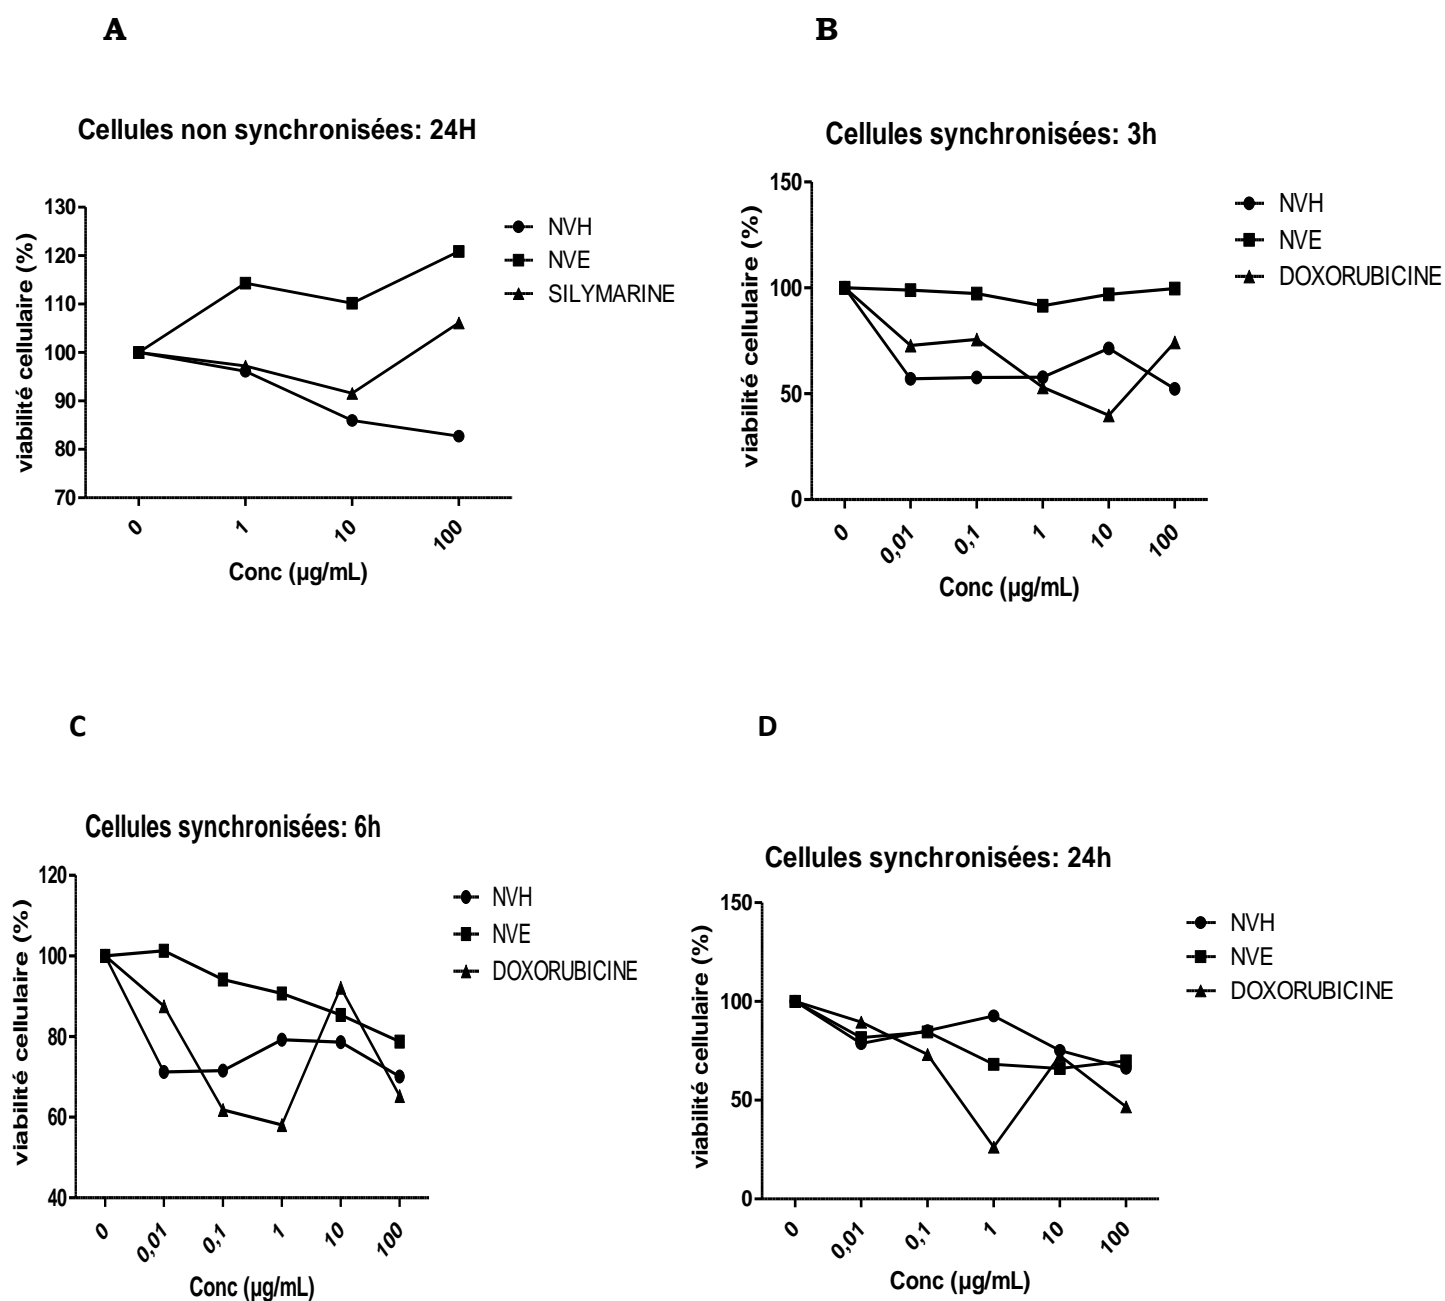 A
Cellules non synchronisées: 24H
viabilité cellulaire (%)
130
120
110
100
90
80
70
0
1
10
100
Conc (µg/mL)
NVH
NVE
SILYMARINE
B
Cellules synchronisées: 3h
viabilité cellulaire (%)
150
100
50
0
0
0,01
0,1
1
10
100
Conc (µg/mL)
NVH
NVE
DOXORUBICINE
C
Cellules synchronisées: 6h
viabilité cellulaire (%)
120
100
80
60
40
0
0,01
0,1
1
10
100
Conc (µg/mL)
NVH
NVE
DOXORUBICINE
D
Cellules synchronisées: 24h
viabilité cellulaire (%)
150
100
50
0
0
0,01
0,1
1
10
100
Conc (µg/mL)
NVH
NVE
DOXORUBICINE